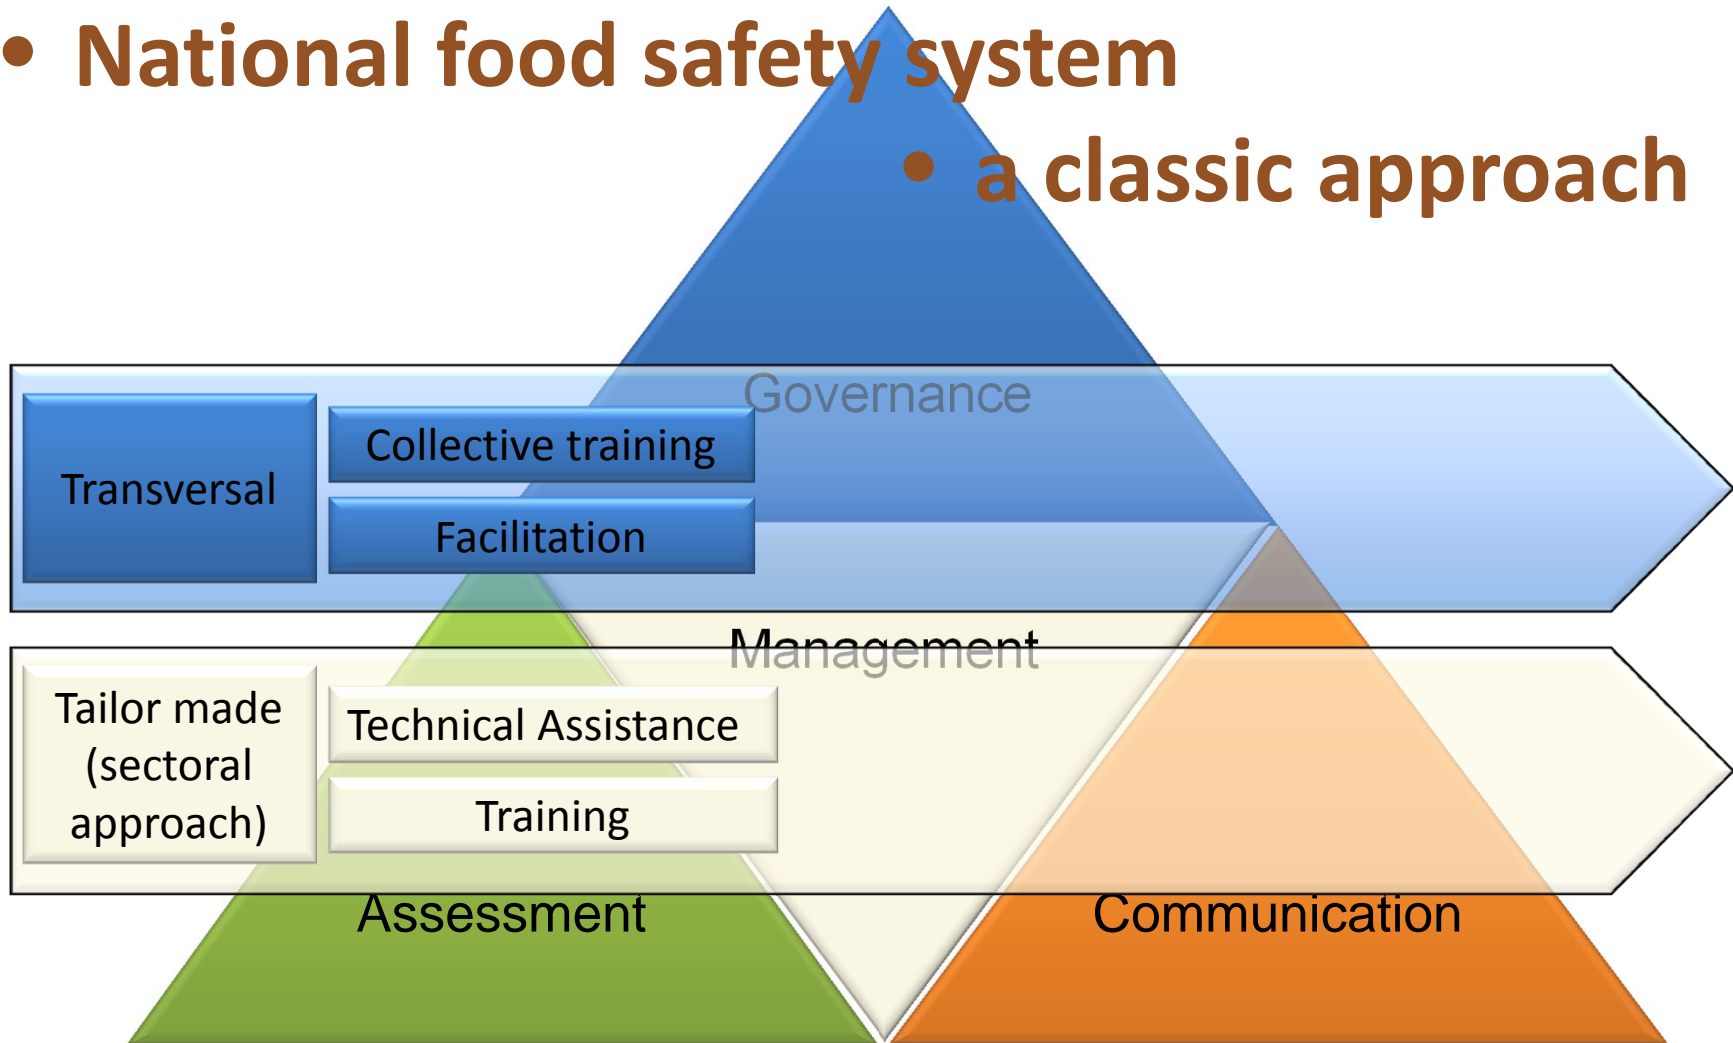 • National food safety system
• a classic approach
Governance
Transversal
Collective training
Facilitation
Management
Tailor made
(sectoral
approach)
Technical Assistance
Training
Assessment
Communication